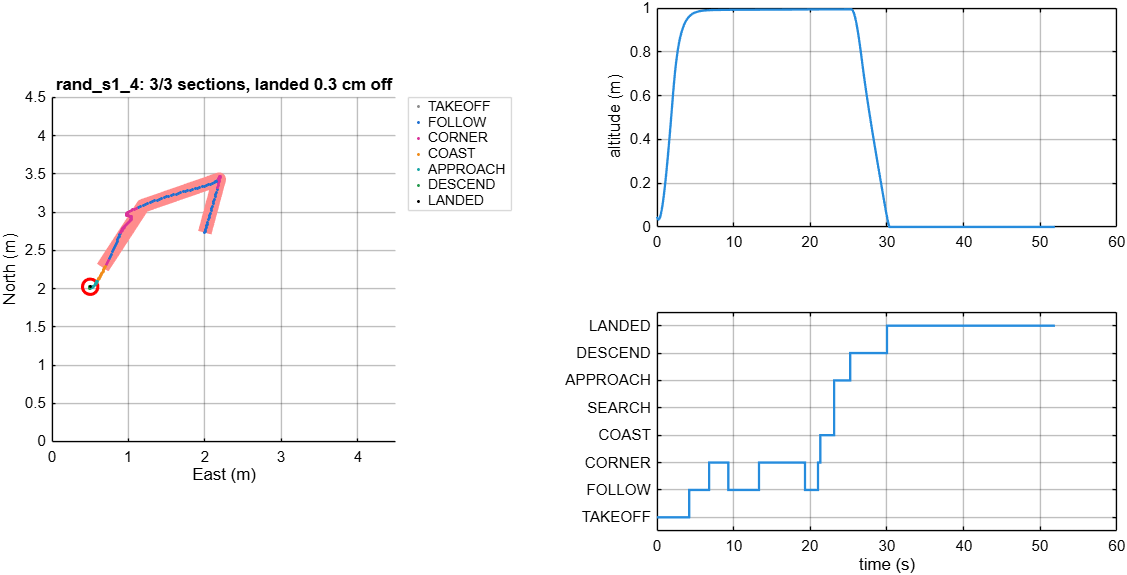 rand_s1_4: 3/3 sections, landed 0.3 cm off
4.5
4
3.5
3
2.5
2
1.5
1
0.5
0
North (m)
0
1
2
3
4
East (m)
TAKEOFF
FOLLOW
CORNER
COAST
APPROACH
DESCEND
LANDED
1
0.8
0.6
0.4
0.2
0
altitude (m)
0
10
20
30
40
50
60
LANDED
DESCEND
APPROACH
SEARCH
COAST
CORNER
FOLLOW
TAKEOFF
0
10
20
30
40
50
60
time (s)